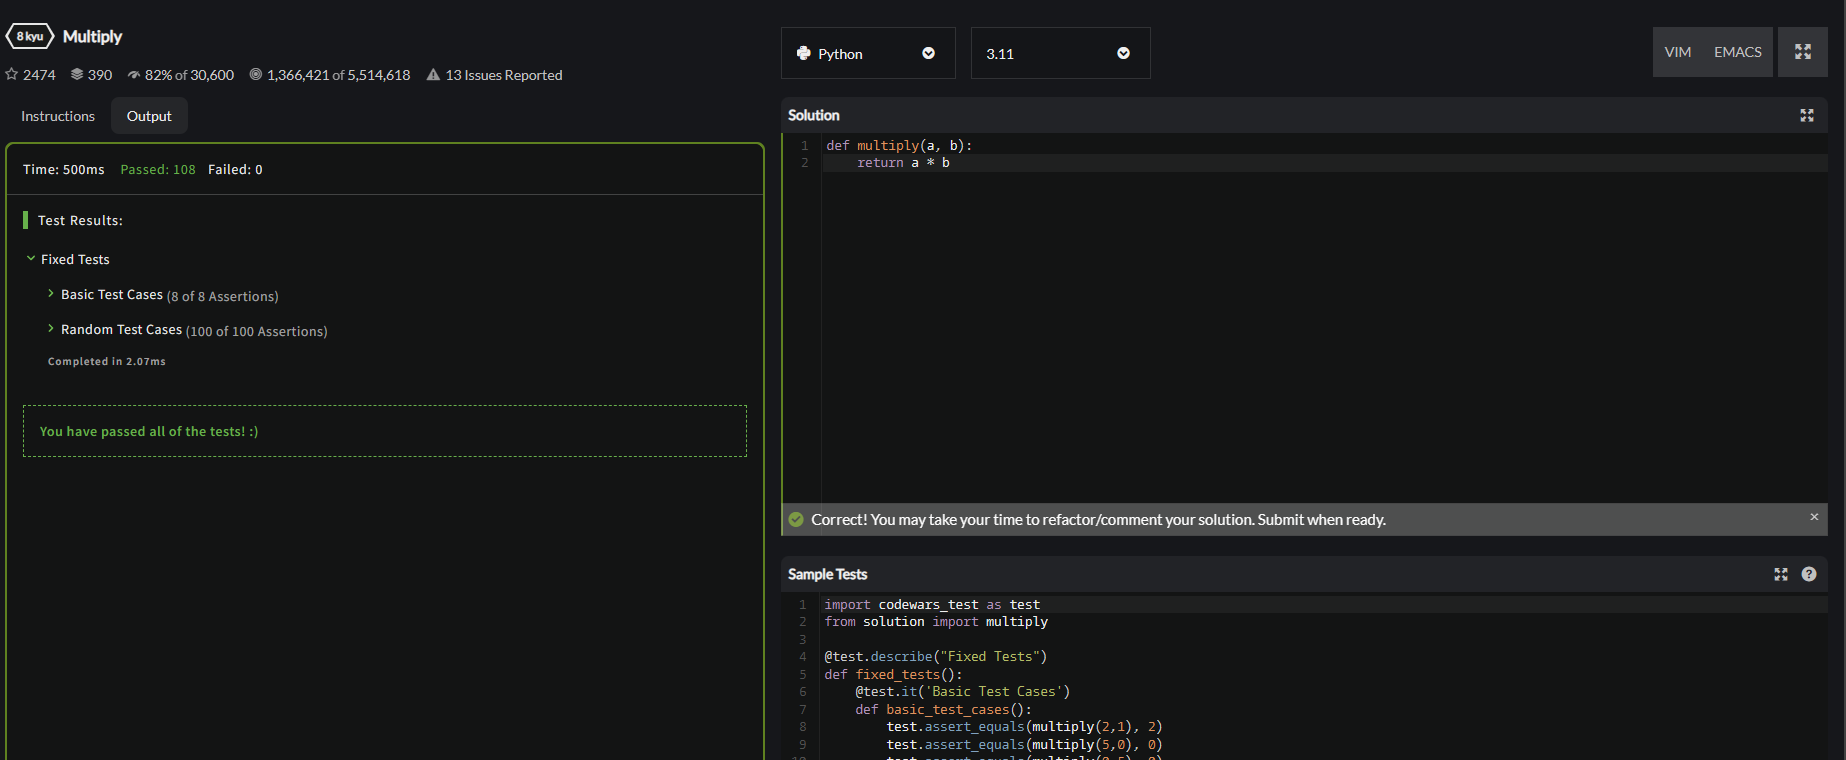 8 kyu Multiply
2474 390 82% of 30,600 1,366,421 of 5,514,618 13 Issues Reported
Instructions Output
Time: 500ms Passed: 108 Failed: 0
Test Results:
Fixed Tests
Basic Test Cases (8 of 8 Assertions)
Random Test Cases (100 of 100 Assertions)
Completed in 2.07ms
You have passed all of the tests! :)
Python 3.11 VIM EMACS
Solution
1 def multiply(a, b):
2     return a * b
Correct! You may take your time to refactor/comment your solution. Submit when ready. ×
Sample Tests ?
1 import codewars_test as test
2 from solution import multiply
3
4 @test.describe("Fixed Tests")
5 def fixed_tests():
6     @test.it('Basic Test Cases')
7     def basic_test_cases():
8         test.assert_equals(multiply(2,1), 2)
9         test.assert_equals(multiply(5,0), 0)